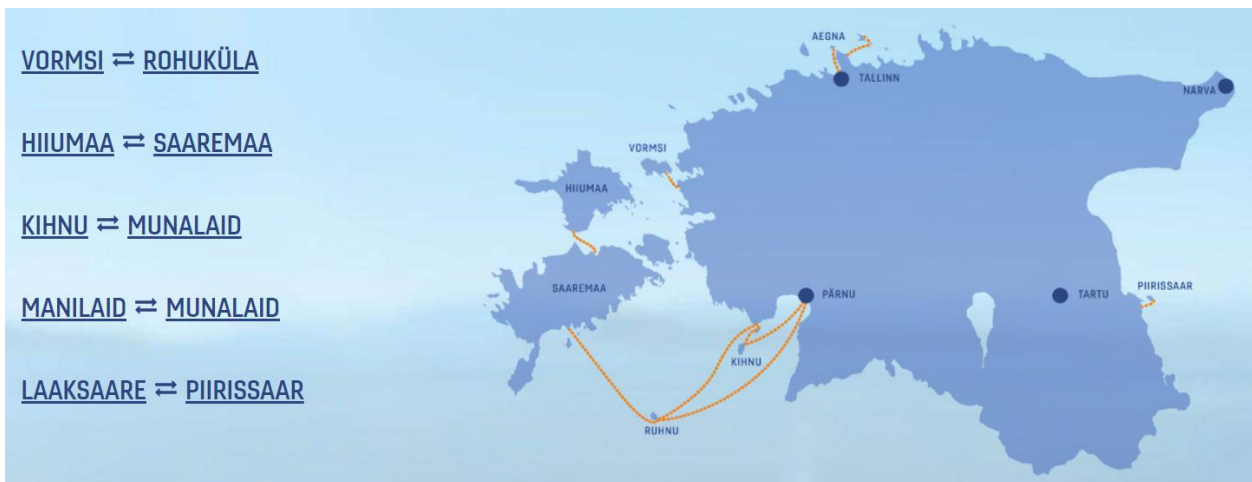 VORMSI ⇄ ROHUKÜLA
HIIUMAA ⇄ SAAREMAA
KIHNU ⇄ MUNALAID
MANILAID ⇄ MUNALAID
LAAKSAARE ⇄ PIIRISSAAR
AEGNA
TALLINN
NARVA
VORMSI
HIIUMAA
SAAREMAA
PÄRNU
TARTU
PIIRISSAAR
KIHNU
RUHNU